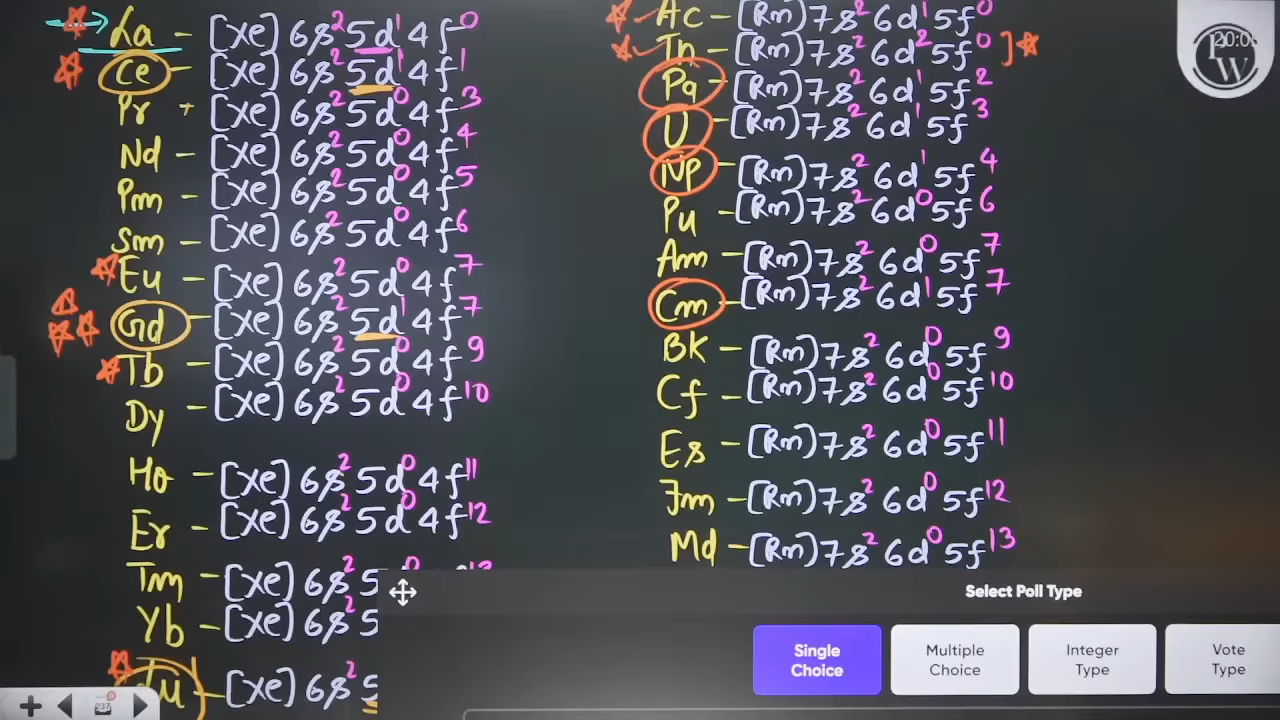 La - [Xe] 6s² 5d¹ 4f⁰
Ce - [Xe] 6s² 5d¹ 4f¹
Pr - [Xe] 6s² 5d⁰ 4f³
Nd - [Xe] 6s² 5d⁰ 4f⁴
Pm - [Xe] 6s² 5d⁰ 4f⁵
Sm - [Xe] 6s² 5d⁰ 4f⁶
Eu - [Xe] 6s² 5d⁰ 4f⁷
Gd - [Xe] 6s² 5d¹ 4f⁷
Tb - [Xe] 6s² 5d⁰ 4f⁹
Dy - [Xe] 6s² 5d⁰ 4f¹⁰
Ho - [Xe] 6s² 5d⁰ 4f¹¹
Er - [Xe] 6s² 5d⁰ 4f¹²
Tm - [Xe] 6s² 5
Yb - [Xe] 6s² 5
Lu - [Xe] 6s² 5
Ac - [Rn] 7s² 6d¹ 5f⁰
Th - [Rn] 7s² 6d² 5f⁰
Pa - [Rn] 7s² 6d¹ 5f²
U - [Rn] 7s² 6d¹ 5f³
Np - [Rn] 7s² 6d¹ 5f⁴
Pu - [Rn] 7s² 6d⁰ 5f⁶
Am - [Rn] 7s² 6d⁰ 5f⁷
Cm - [Rn] 7s² 6d¹ 5f⁷
BK - [Rn] 7s² 6d⁰ 5f⁹
Cf - [Rn] 7s² 6d⁰ 5f¹⁰
Es - [Rn] 7s² 6d⁰ 5f¹¹
Fm - [Rn] 7s² 6d⁰ 5f¹²
Md - [Rn] 7s² 6d⁰ 5f¹³
Select Poll Type
Single Choice
Multiple Choice
Integer Type
Vote Type
237